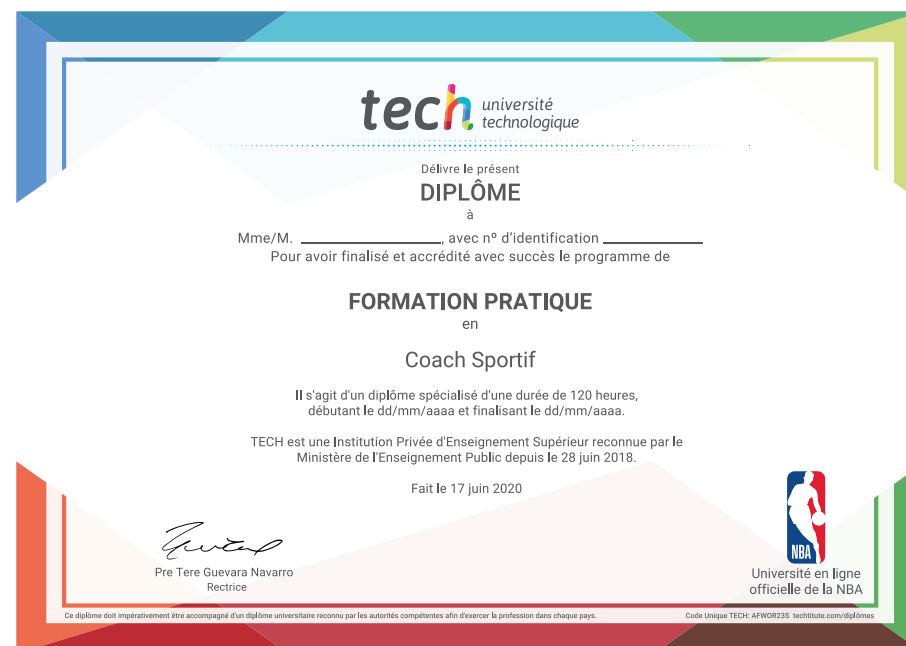 tech université
technologique
Délivre le présent
DIPLÔME
à
Mme/M. ____________________, avec nº d'identification ______________
Pour avoir finalisé et accrédité avec succès le programme de
FORMATION PRATIQUE
en
Coach Sportif
Il s'agit d'un diplôme spécialisé d'une durée de 120 heures,
débutant le dd/mm/aaaa et finalisant le dd/mm/aaaa.
TECH est une Institution Privée d'Enseignement Supérieur reconnue par le
Ministère de l'Enseignement Public depuis le 28 juin 2018.
Fait le 17 juin 2020
Pre Tere Guevara Navarro
Rectrice
NBA
Université en ligne
officielle de la NBA
Ce diplôme doit impérativement être accompagné d'un diplôme universitaire reconnu par les autorités compétentes afin d'exercer la profession dans chaque pays.
Code Unique TECH: AFWOR23S techtitute.com/diplômes